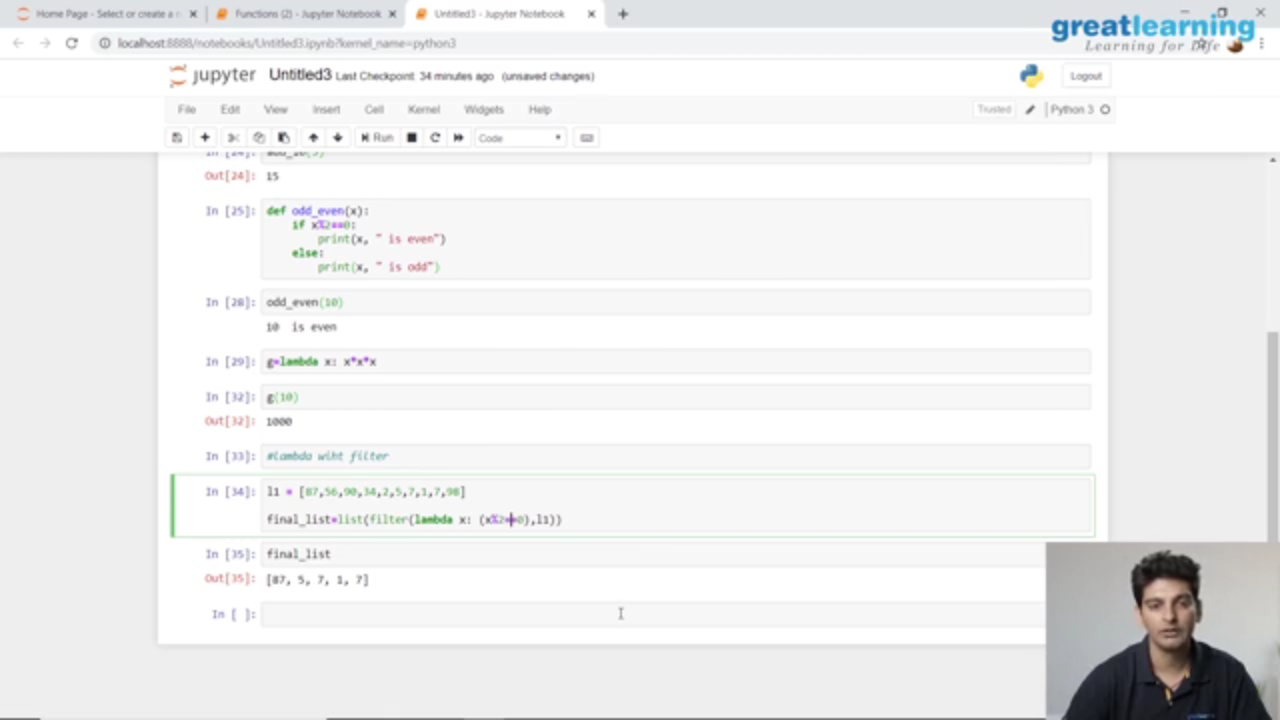 Home Page - Select or create a n
Functions (2) - Jupyter Notebook
Untitled3 - Jupyter Notebook
greatlearning
Learning for Life
localhost:8888/notebooks/Untitled3.ipynb?kernel_name=python3
jupyter Untitled3 Last Checkpoint: 34 minutes ago (unsaved changes)
Logout
File Edit View Insert Cell Kernel Widgets Help
Trusted Python 3
Run Code
In [24]: add_10(5)
Out[24]: 15
In [25]: def odd_even(x):
if x%2==0:
print(x, " is even")
else:
print(x, " is odd")
In [28]: odd_even(10)
10 is even
In [29]: g=lambda x: x*x*x
In [32]: g(10)
Out[32]: 1000
In [33]: #lambda wiht filter
In [34]: l1 = [87,56,90,34,2,5,7,1,7,98]
final_list=list(filter(lambda x: (x%2==0),l1))
In [35]: final_list
Out[35]: [87, 5, 7, 1, 7]
In [ ]: